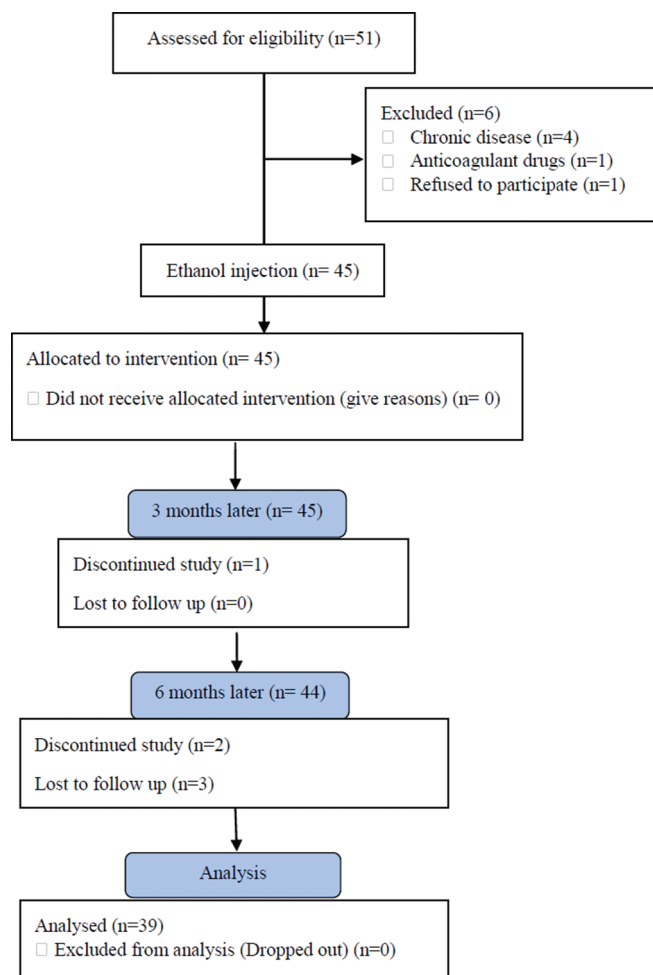 Assessed for eligibility (n=51)
Excluded (n=6)
Chronic disease (n=4)
Anticoagulant drugs (n=1)
Refused to participate (n=1)
Ethanol injection (n= 45)
Allocated to intervention (n= 45)
Did not receive allocated intervention (give reasons) (n= 0)
3 months later (n= 45)
Discontinued study (n=1)
Lost to follow up (n=0)
6 months later (n= 44)
Discontinued study (n=2)
Lost to follow up (n=3)
Analysis
Analysed (n=39)
Excluded from analysis (Dropped out) (n=0)